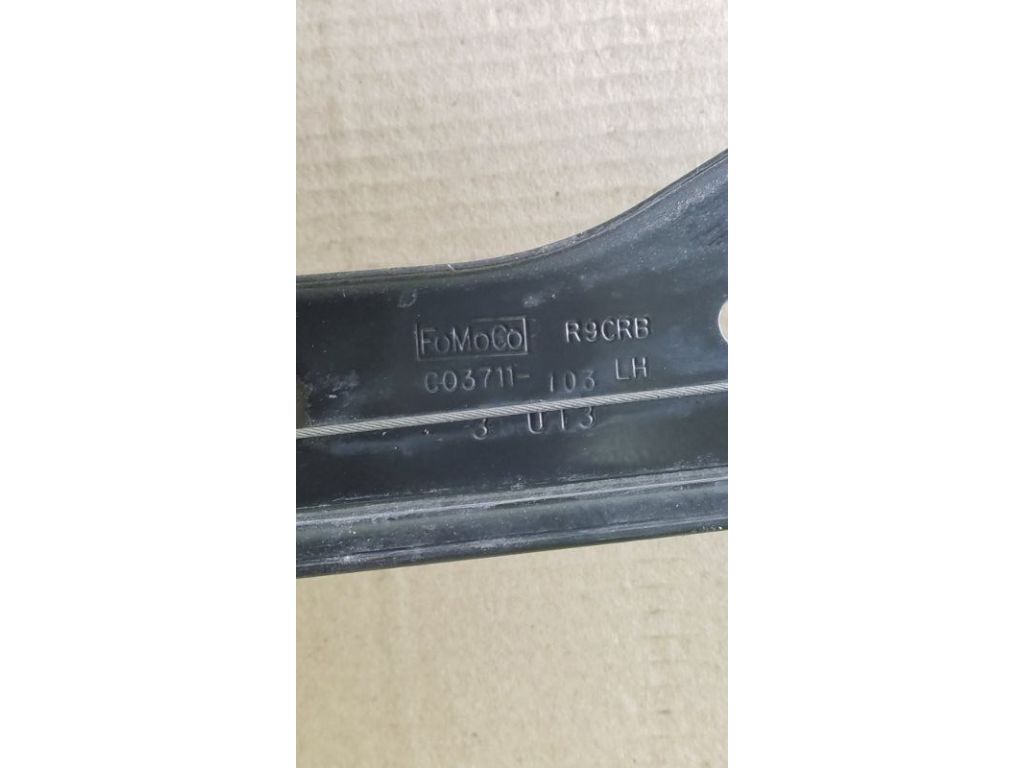 FoMoCo R9CRB
C03711-103 LH
3 U13